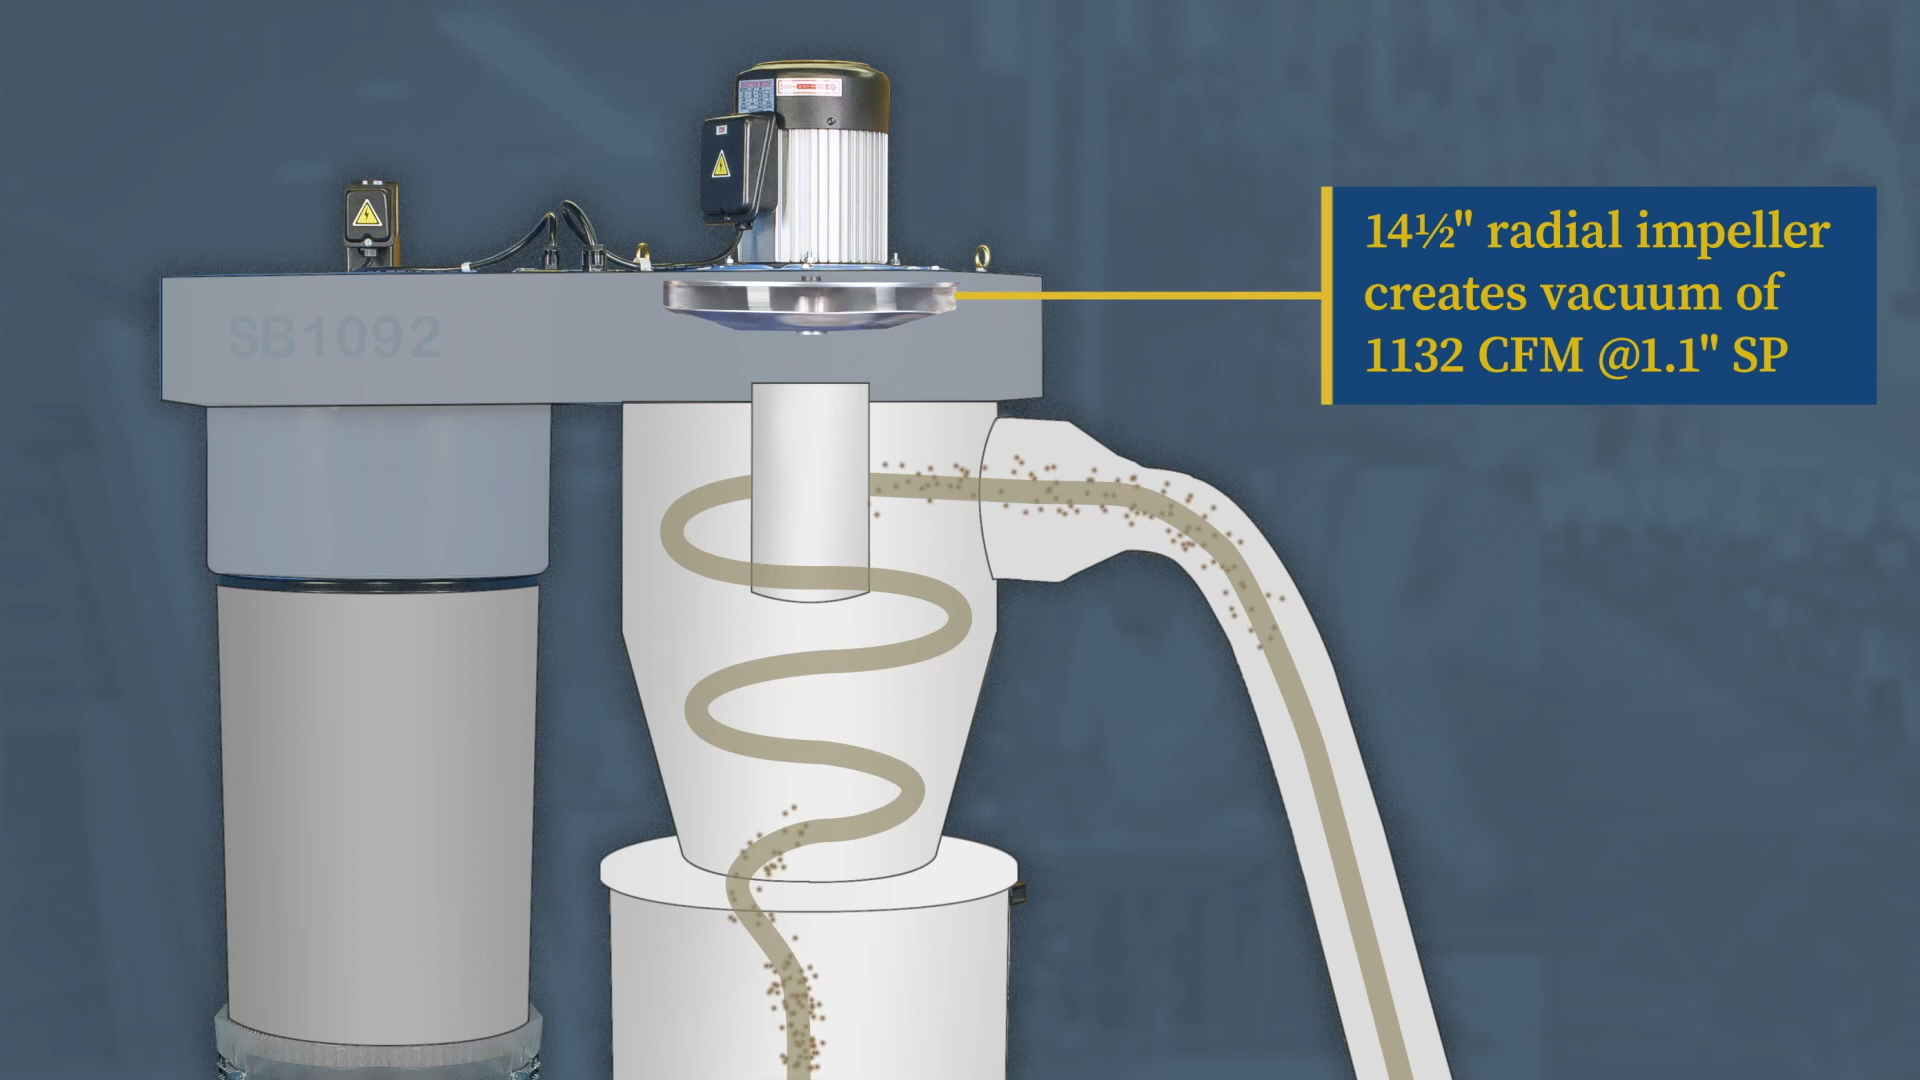 14½" radial impeller
creates vacuum of
1132 CFM @1.1" SP
SB1092